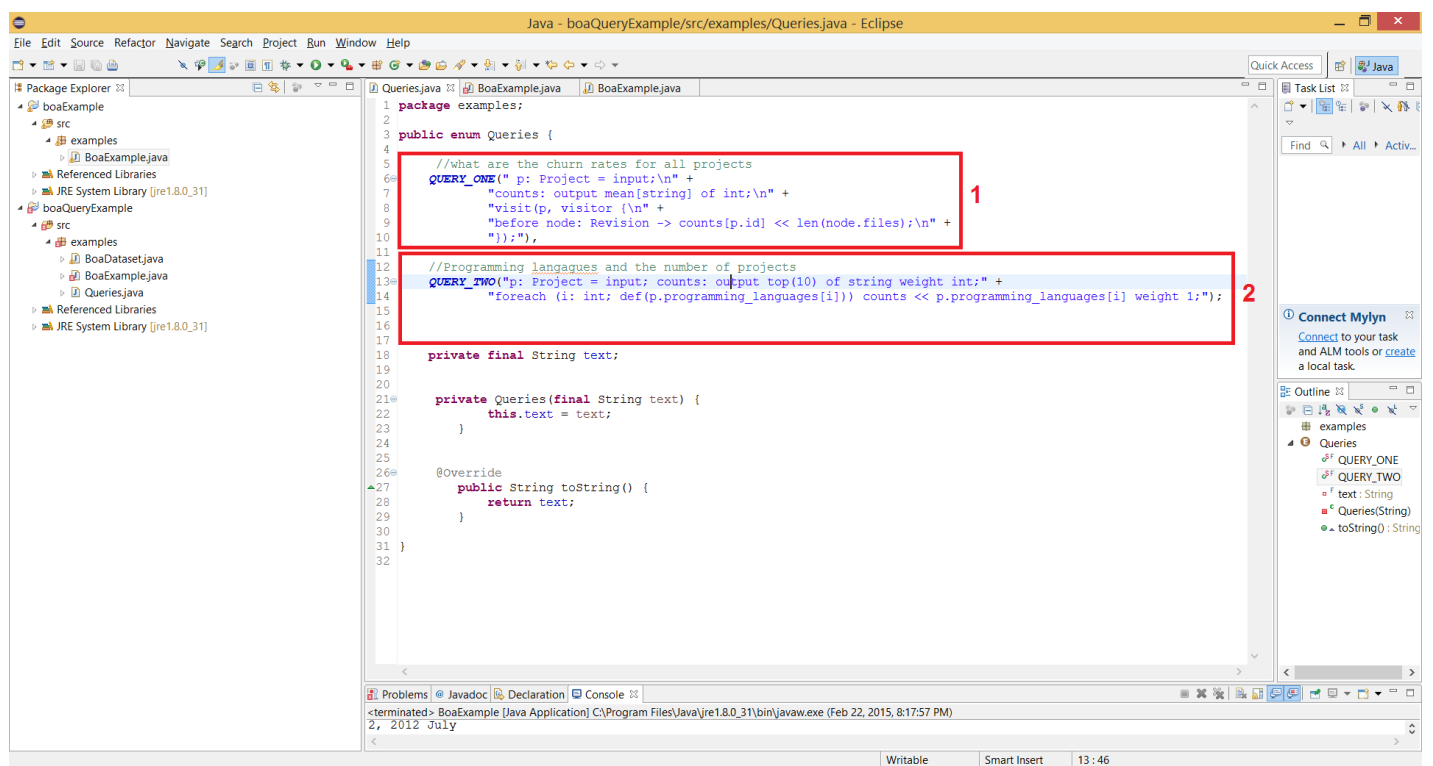 Java - boaQueryExample/src/examples/Queries.java - Eclipse
File Edit Source Refactor Navigate Search Project Run Window Help
Quick Access
Java
Package Explorer
boaExample
src
examples
BoaExample.java
Referenced Libraries
JRE System Library [jre1.8.0_31]
boaQueryExample
src
examples
BoaDataset.java
BoaExample.java
Queries.java
Referenced Libraries
JRE System Library [jre1.8.0_31]
Queries.java BoaExample.java BoaExample.java
1 package examples;
2
3 public enum Queries {
4
5 //what are the churn rates for all projects
6 QUERY_ONE(" p: Project = input;\n" +
7 "counts: output mean[string] of int;\n" +
8 "visit(p, visitor {\n" +
9 "before node: Revision -> counts[p.id] << len(node.files);\n" +
10 "});"),
11
12 //Programming langagues and the number of projects
13 QUERY_TWO("p: Project = input; counts: output top(10) of string weight int;" +
14 "foreach (i: int; def(p.programming_languages[i])) counts << p.programming_languages[i] weight 1;");
15
16
17
18 private final String text;
19
20
21 private Queries(final String text) {
22 this.text = text;
23 }
24
25
26 @Override
27 public String toString() {
28 return text;
29 }
30
31 }
32
1
2
Task List
Find All Activ...
Connect Mylyn
Connect to your task
and ALM tools or create
a local task.
Outline
examples
Queries
QUERY_ONE
QUERY_TWO
text : String
Queries(String)
toString() : String
Problems @ Javadoc Declaration Console
<terminated> BoaExample [Java Application] C:\Program Files\Java\jre1.8.0_31\bin\javaw.exe (Feb 22, 2015, 8:17:57 PM)
2, 2012 July
Writable Smart Insert 13 : 46